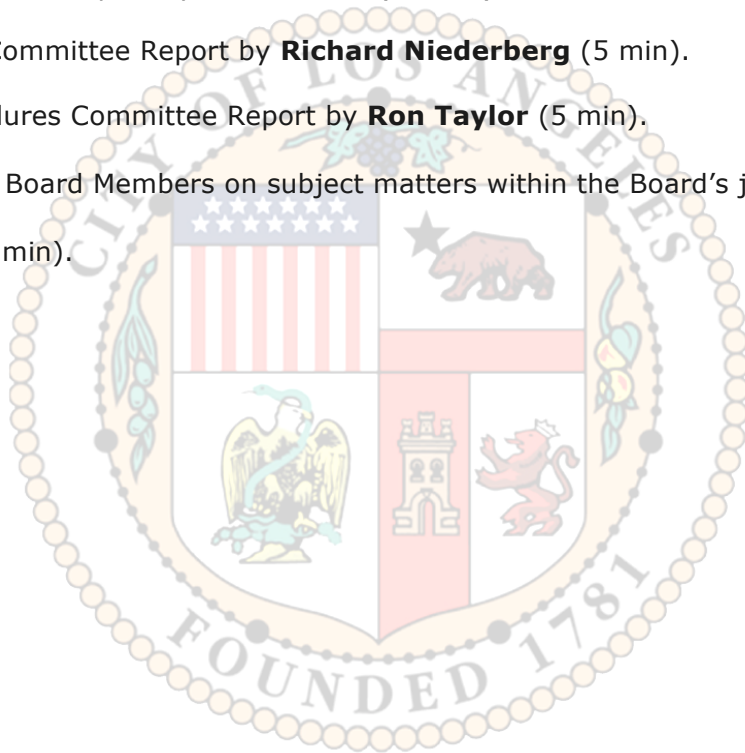 Committee Report by Richard Niederberg (5 min).
dures Committee Report by Ron Taylor (5 min).
Board Members on subject matters within the Board’s j
min).
CITY OF LOS ANGELES
FOUNDED 1781